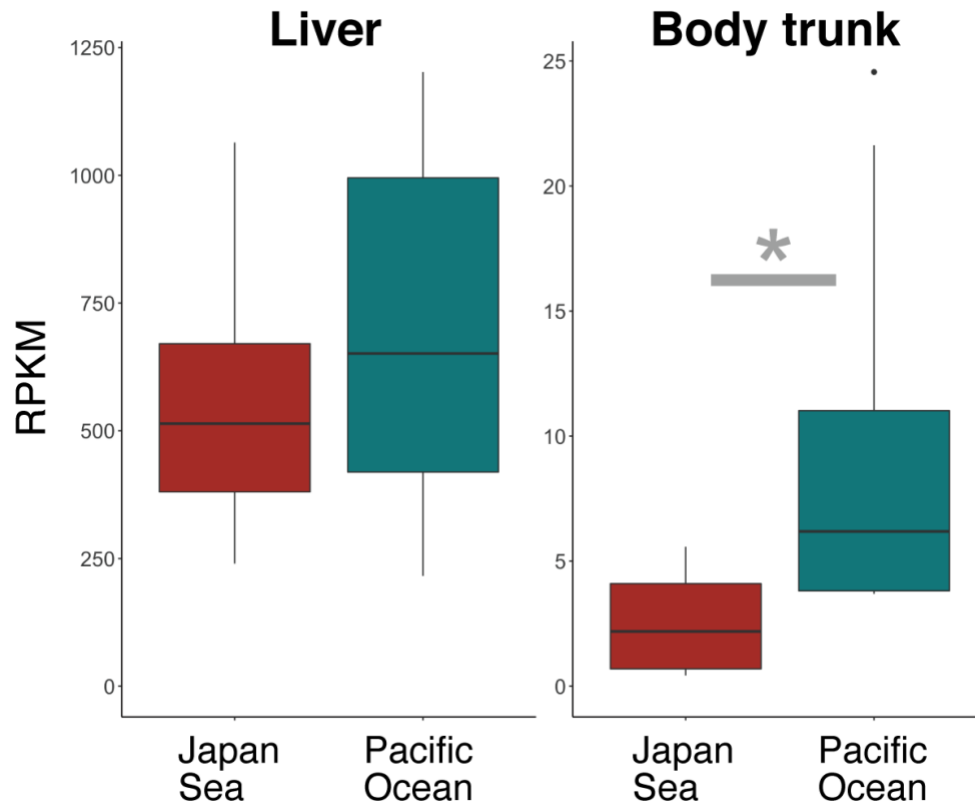 Liver
Body trunk
RPKM
1250
1000
750
500
250
0
25
20
15
*
10
5
0
Japan
Sea
Pacific
Ocean
Japan
Sea
Pacific
Ocean